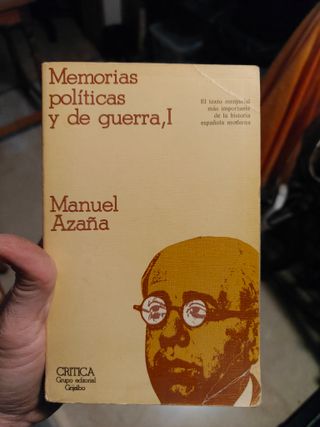 Memorias
políticas
y de guerra, I
El texto memorial
más importante
de la historia
española moderna
Manuel
Azaña
CRITICA
Grupo editorial
Grijalbo